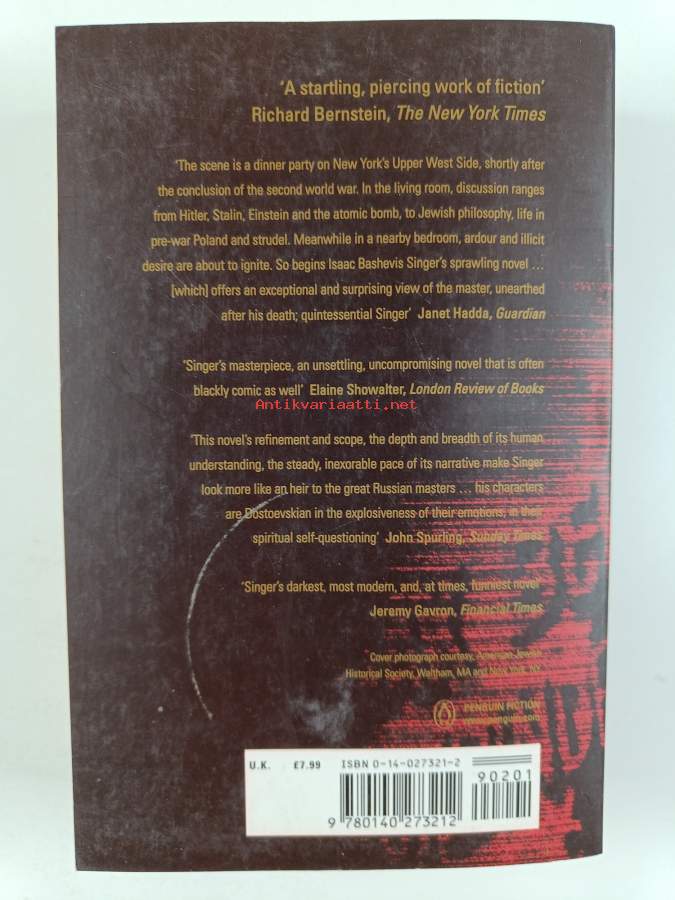 ‘A startling, piercing work of fiction’
Richard Bernstein, The New York Times
‘The scene is a dinner party on New York’s Upper West Side, shortly after
the conclusion of the second world war. In the living room, discussion ranges
from Hitler, Stalin, Einstein and the atomic bomb, to Jewish philosophy, life in
pre-war Poland and strudel. Meanwhile in a nearby bedroom, ardour and illicit
desire are about to ignite. So begins Isaac Bashevis Singer’s sprawling novel ...
[which] offers an exceptional and surprising view of the master, unearthed
after his death; quintessential Singer’ Janet Hadda, Guardian
‘Singer’s masterpiece, an unsettling, uncompromising novel that is often
blackly comic as well’ Elaine Showalter, London Review of Books
Antikvariaatti.net
‘This novel’s refinement and scope, the depth and breadth of its human
understanding, the steady, inexorable pace of its narrative make Singer
look more like an heir to the great Russian masters ... his characters
are Dostoevskian in the explosiveness of their emotions, in their
spiritual self-questioning’ John Spurling, Sunday Times
‘Singer’s darkest, most modern, and, at times, funniest novel’
Jeremy Gavron, Financial Times
Cover photograph courtesy, American Jewish
Historical Society, Waltham, MA and New York, NY
PENGUIN FICTION
www.penguin.com
U.K. £7.99
ISBN 0-14-027321-2
90201
9 780140 273212